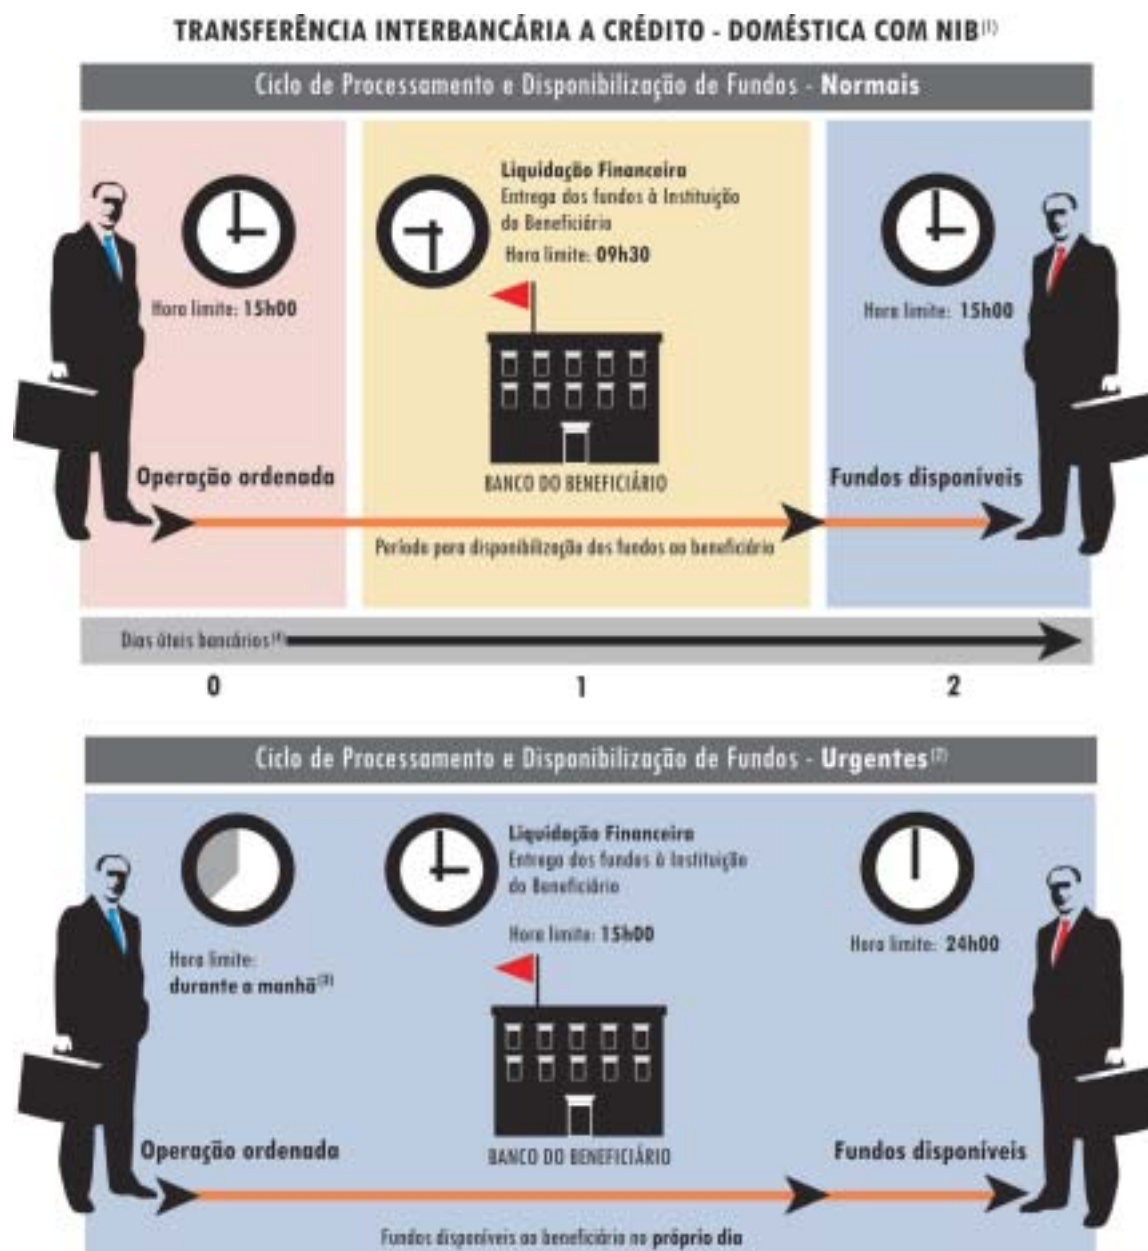 TRANSFERÊNCIA INTERBANCÁRIA A CRÉDITO - DOMÉSTICA COM NIB(1)
Ciclo de Processamento e Disponibilização de Fundos - Normais
Liquidação Financeira
Entrega dos fundos à Instituição
do Beneficiário
Hora limite: 09h30
Hora limite: 15h00
Hora limite: 15h00
Operação ordenada
BANCO DO BENEFICIÁRIO
Fundos disponíveis
Período para disponibilização dos fundos ao beneficiário
Dias úteis bancários(4)
0
1
2
Ciclo de Processamento e Disponibilização de Fundos - Urgentes(2)
Liquidação Financeira
Entrega dos fundos à Instituição
do Beneficiário
Hora limite: 15h00
Hora limite: 24h00
Hora limite:
durante a manhã(3)
Operação ordenada
BANCO DO BENEFICIÁRIO
Fundos disponíveis
Fundos disponíveis ao beneficiário no próprio dia